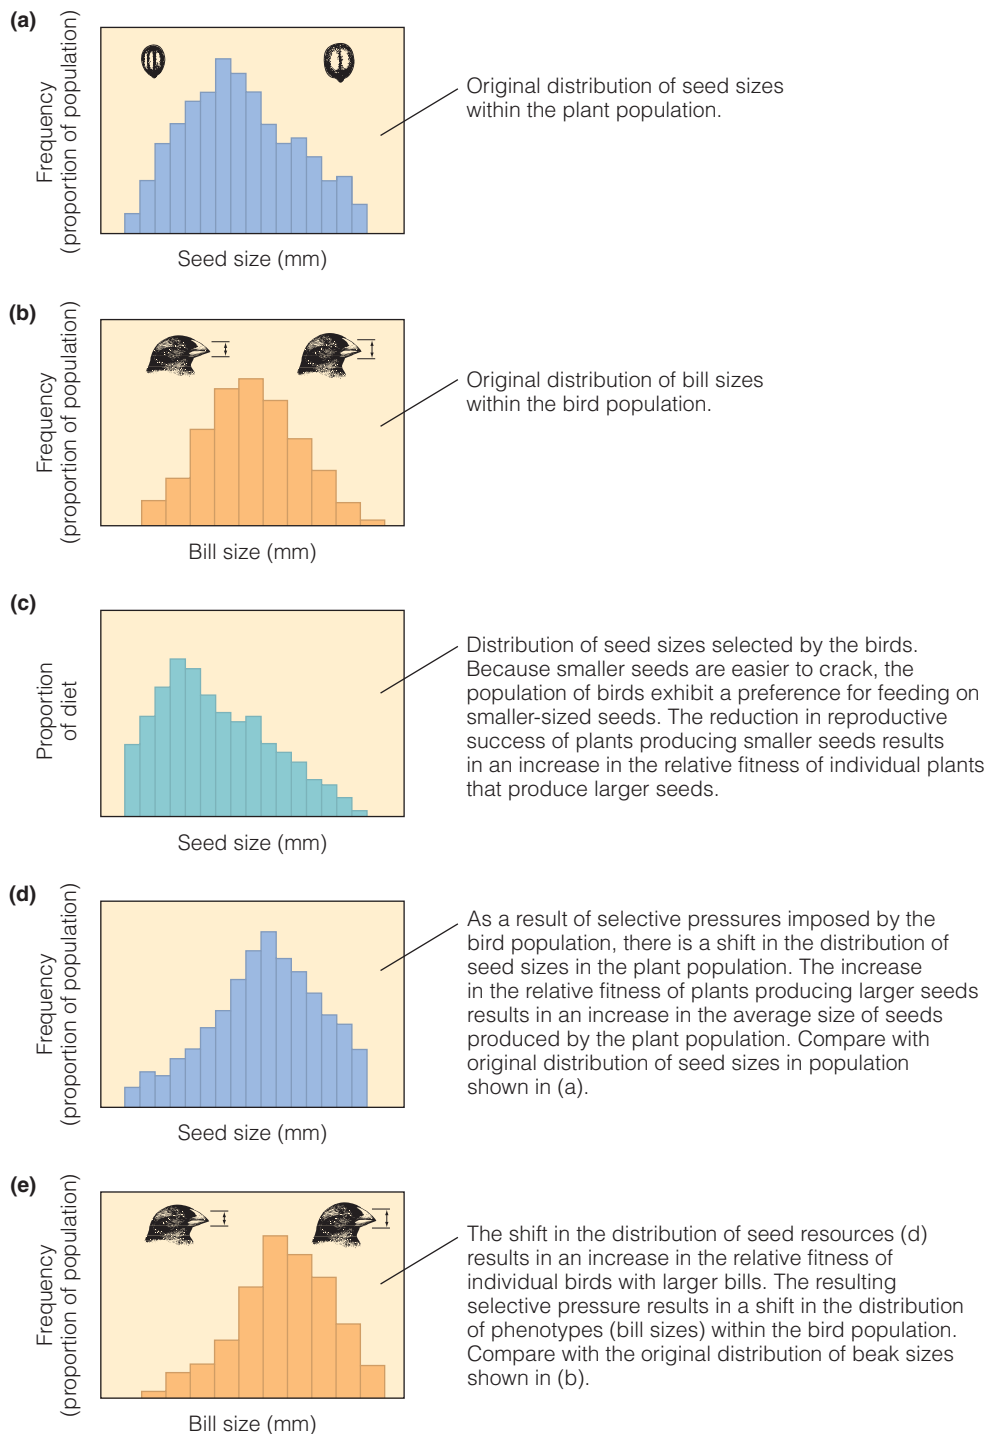 (a)
Frequency
(proportion of population)
Seed size (mm)
Original distribution of seed sizes
within the plant population.
(b)
Frequency
(proportion of population)
Bill size (mm)
Original distribution of bill sizes
within the bird population.
(c)
Proportion
of diet
Seed size (mm)
Distribution of seed sizes selected by the birds.
Because smaller seeds are easier to crack, the
population of birds exhibit a preference for feeding on
smaller-sized seeds. The reduction in reproductive
success of plants producing smaller seeds results
in an increase in the relative fitness of individual plants
that produce larger seeds.
(d)
Frequency
(proportion of population)
Seed size (mm)
As a result of selective pressures imposed by the
bird population, there is a shift in the distribution of
seed sizes in the plant population. The increase
in the relative fitness of plants producing larger seeds
results in an increase in the average size of seeds
produced by the plant population. Compare with
original distribution of seed sizes in population
shown in (a).
(e)
Frequency
(proportion of population)
Bill size (mm)
The shift in the distribution of seed resources (d)
results in an increase in the relative fitness of
individual birds with larger bills. The resulting
selective pressure results in a shift in the distribution
of phenotypes (bill sizes) within the bird population.
Compare with the original distribution of beak sizes
shown in (b).